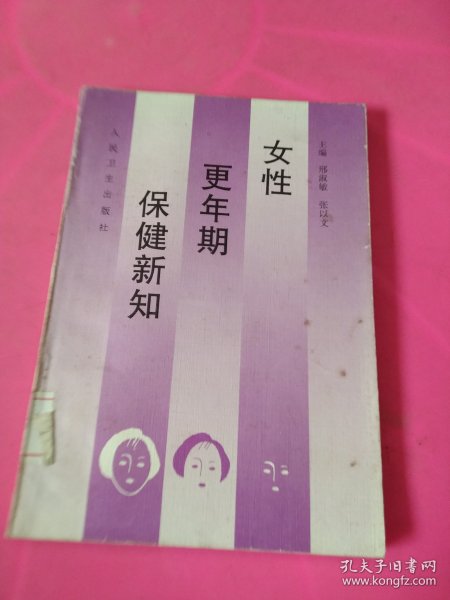 主编 邢淑敏 张以文
女性
更年期
保健新知
人民卫生出版社
孔夫子旧书网
www.kongfz.com